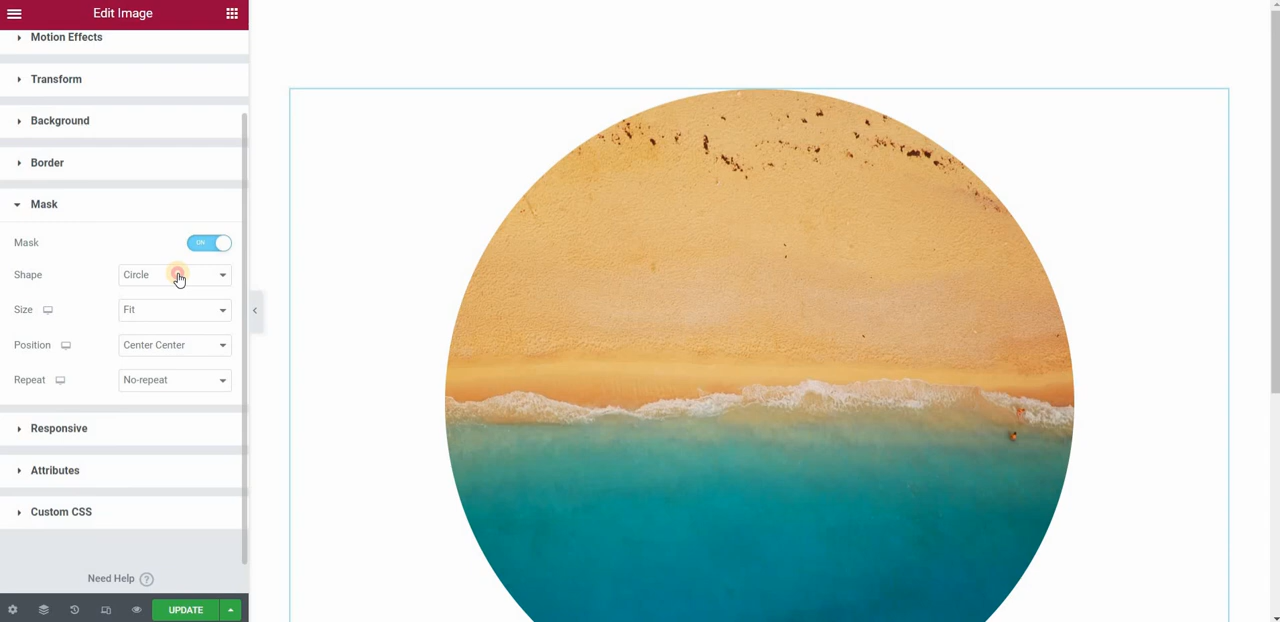 Edit Image
Motion Effects
Transform
Background
Border
Mask
Mask ON
Shape Circle
Size Fit
Position Center Center
Repeat No-repeat
Responsive
Attributes
Custom CSS
Need Help ?
UPDATE